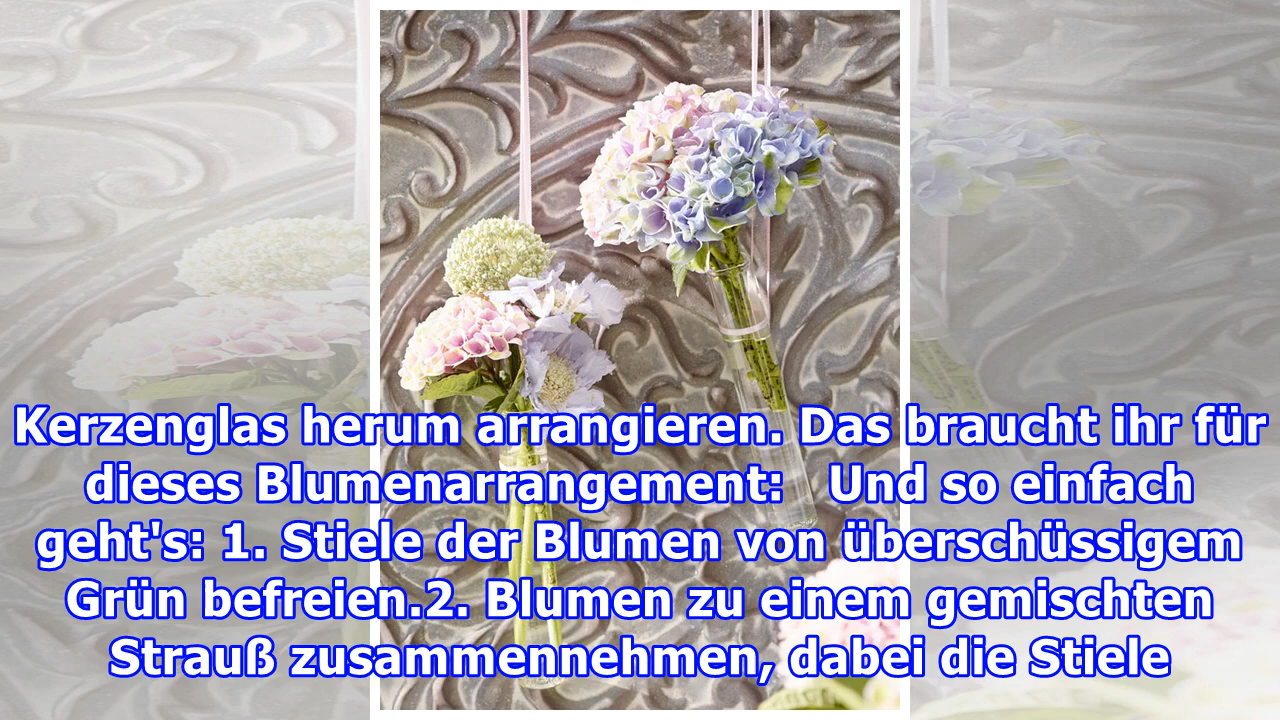 Kerzenglas herum arrangieren. Das braucht ihr für
dieses Blumenarrangement:   Und so einfach
geht's: 1. Stiele der Blumen von überschüssigem
Grün befreien.2. Blumen zu einem gemischten
Strauß zusammennehmen, dabei die Stiele